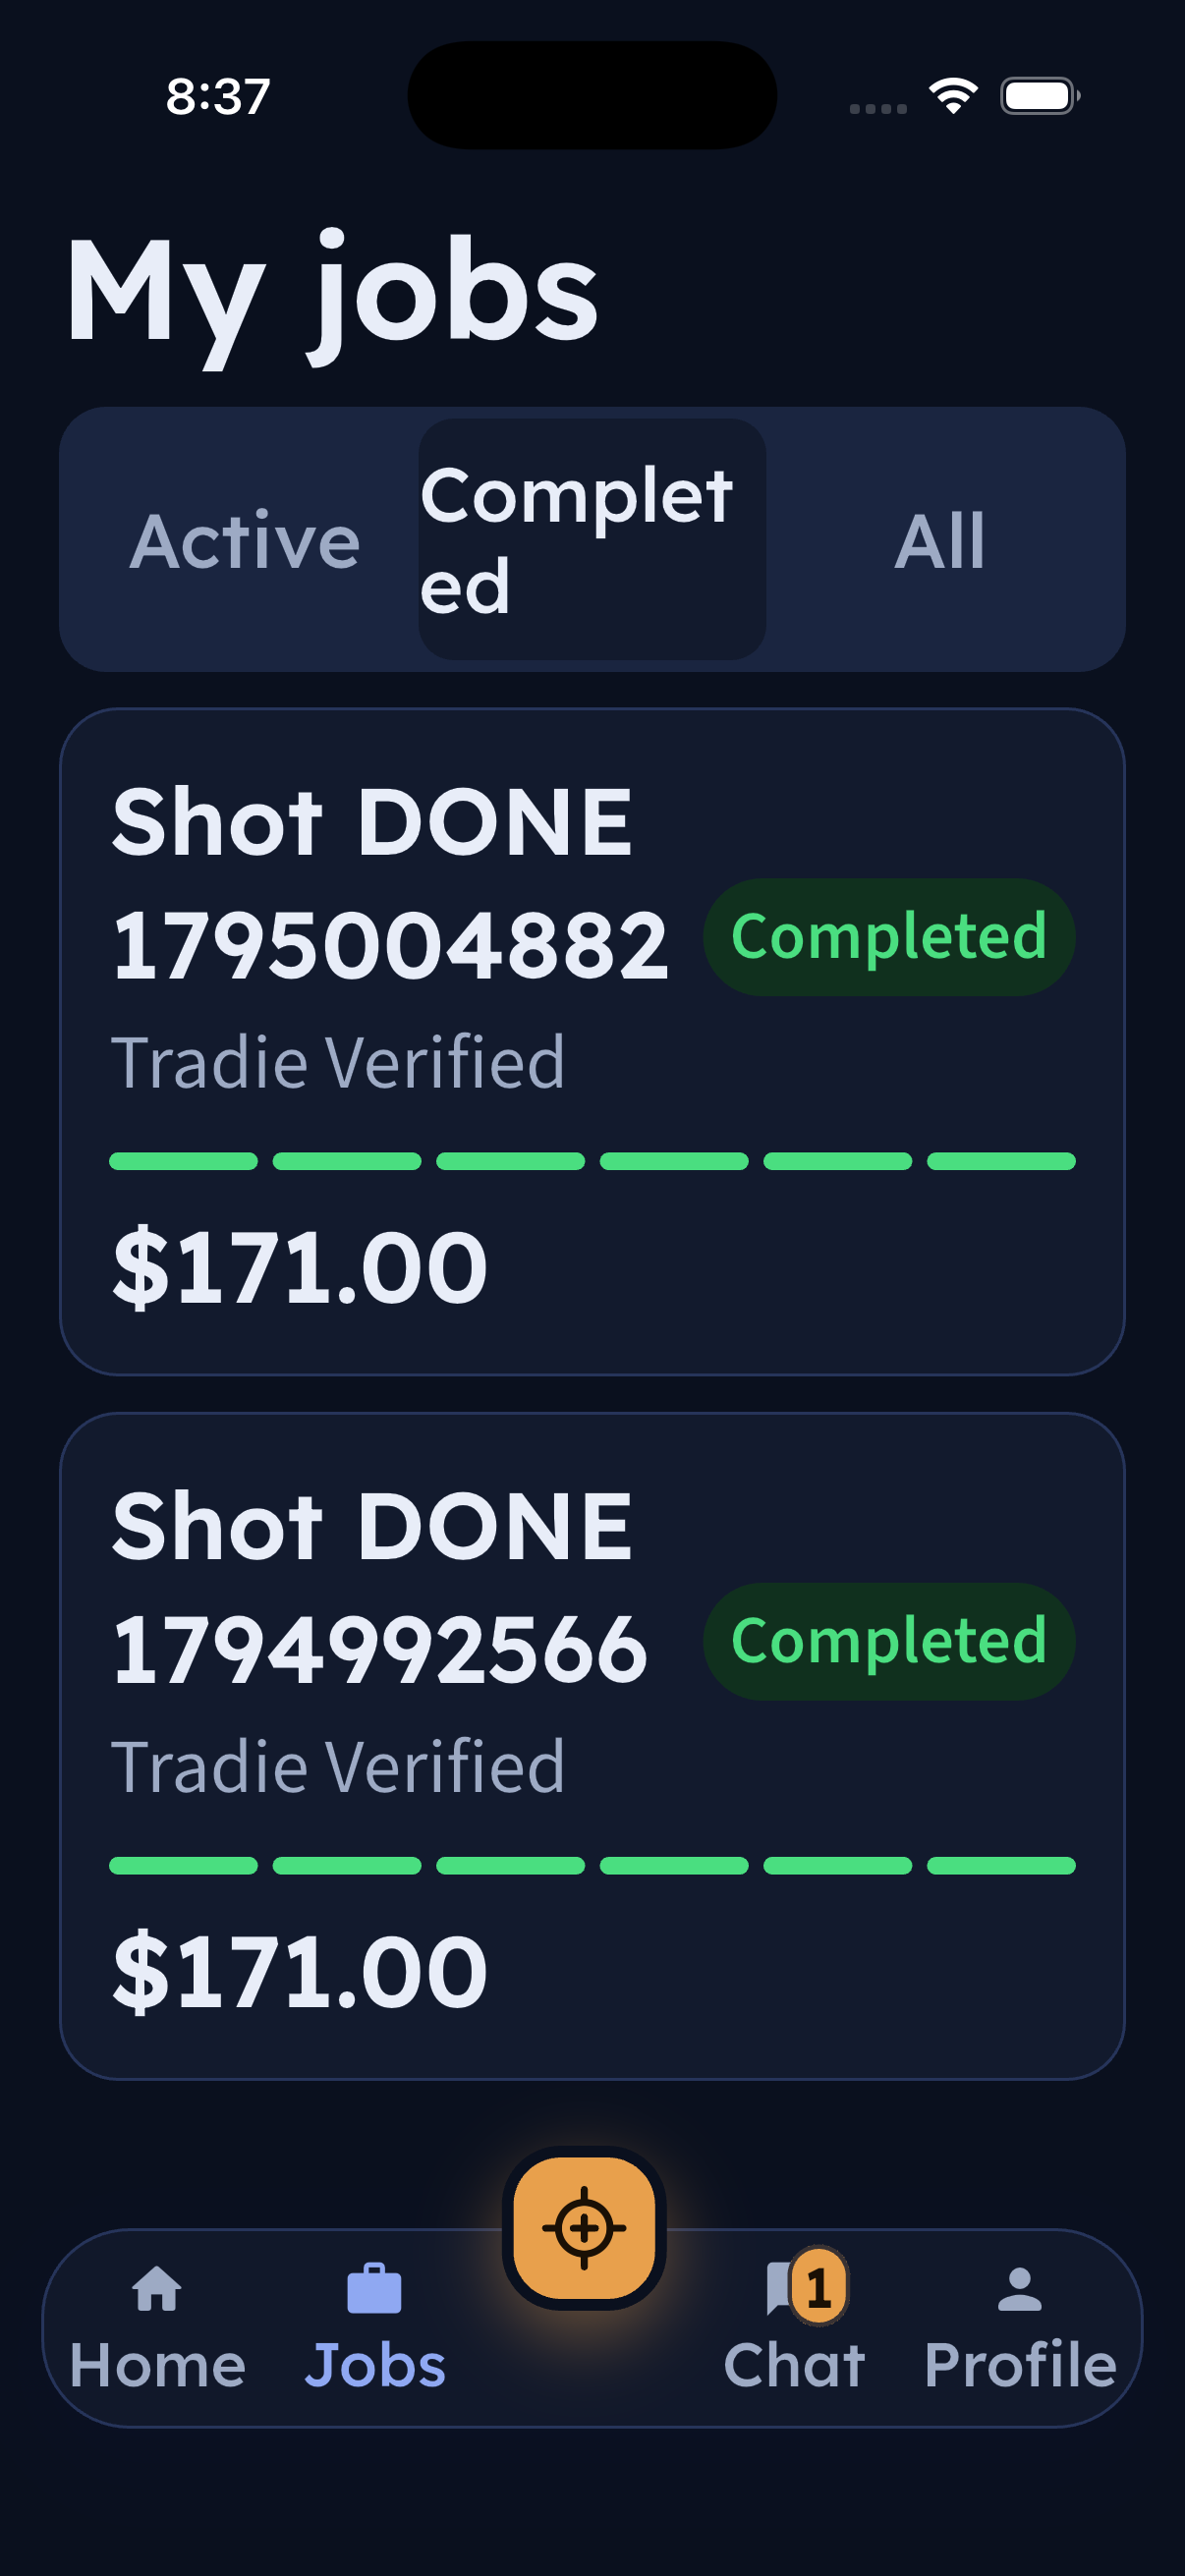 8:37
My jobs
Active
Complet
ed
All
Shot DONE
1795004882
Completed
Tradie Verified
$171.00
Shot DONE
1794992566
Completed
Tradie Verified
$171.00
1
Home
Jobs
Chat
Profile